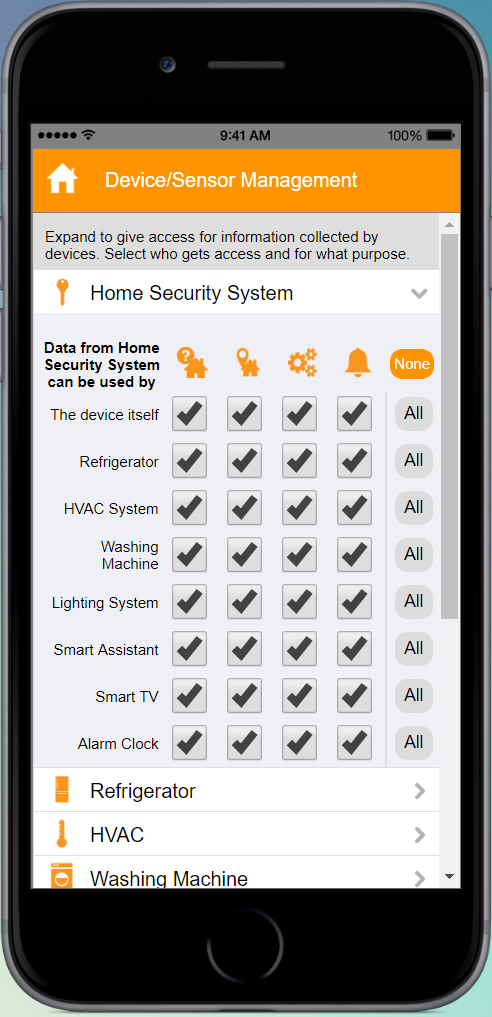 9:41 AM 100%
Device/Sensor Management
Expand to give access for information collected by
devices. Select who gets access and for what purpose.
Home Security System
Data from Home
Security System
can be used by
None
The device itself All
Refrigerator All
HVAC System All
Washing
Machine All
Lighting System All
Smart Assistant All
Smart TV All
Alarm Clock All
Refrigerator
HVAC
Washing Machine